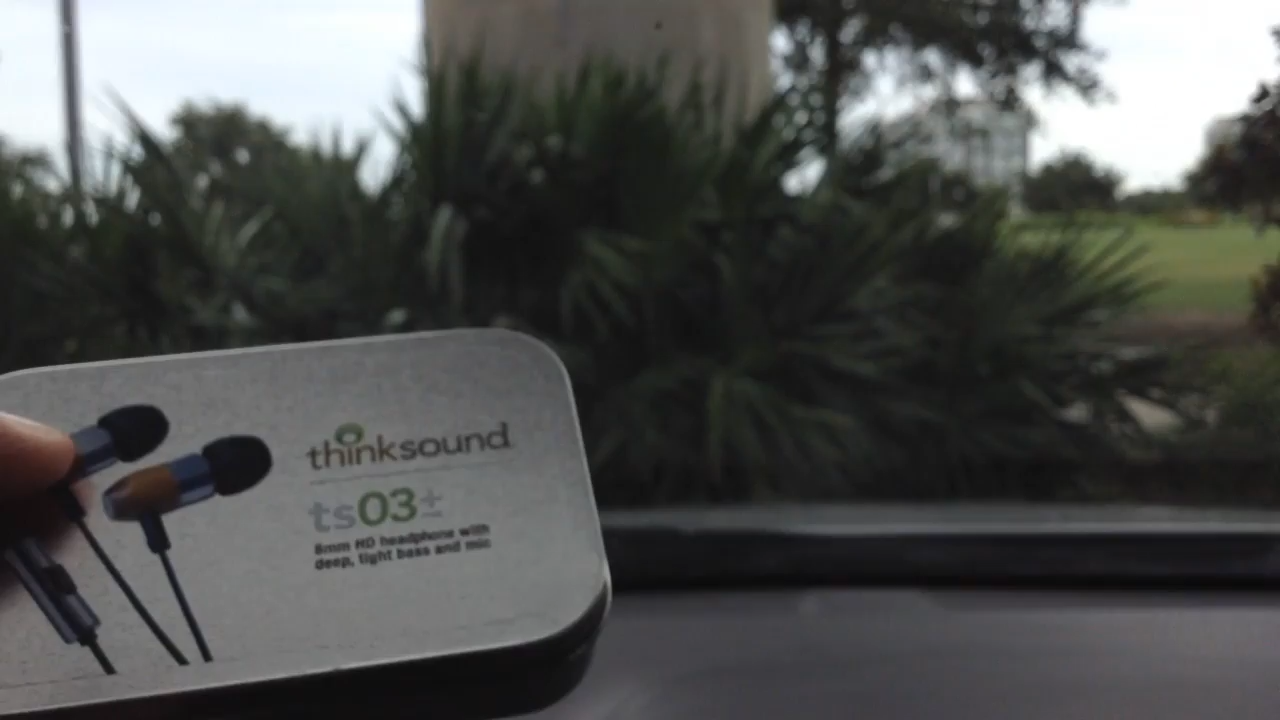 thinksound
ts03±
8mm HD headphone with
deep, tight bass and mic